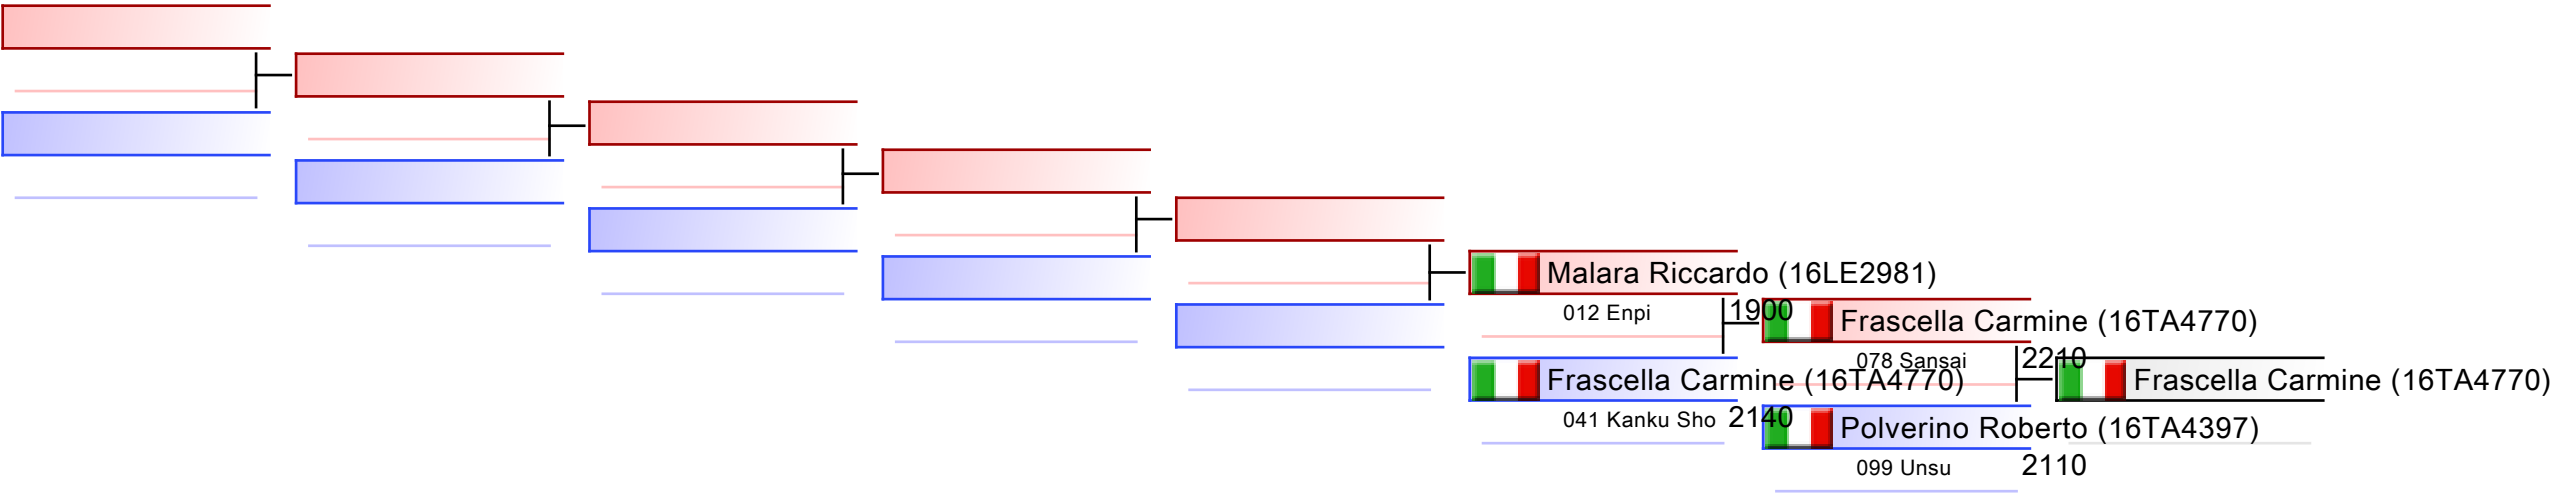 Malara Riccardo (16LE2981)
012 Enpi 1900
Frascella Carmine (16TA4770)
041 Kanku Sho 2140
Frascella Carmine (16TA4770)
078 Sansai 2210
Polverino Roberto (16TA4397)
099 Unsu 2110
Frascella Carmine (16TA4770)